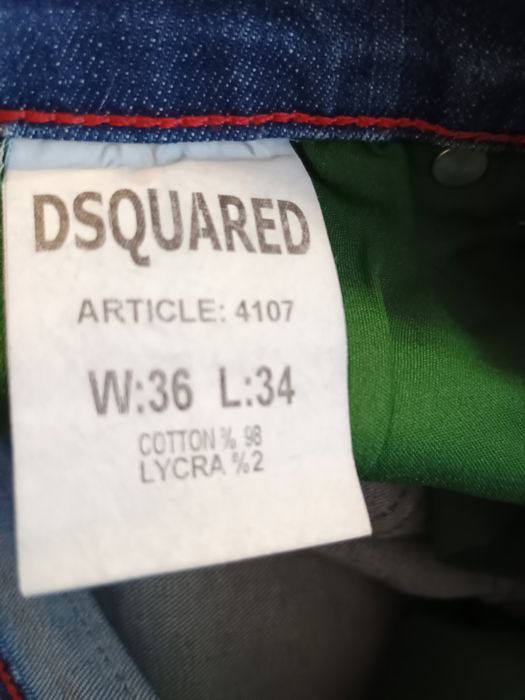 DSQUARED
ARTICLE: 4107
W:36 L:34
COTTON % 98
LYCRA %2